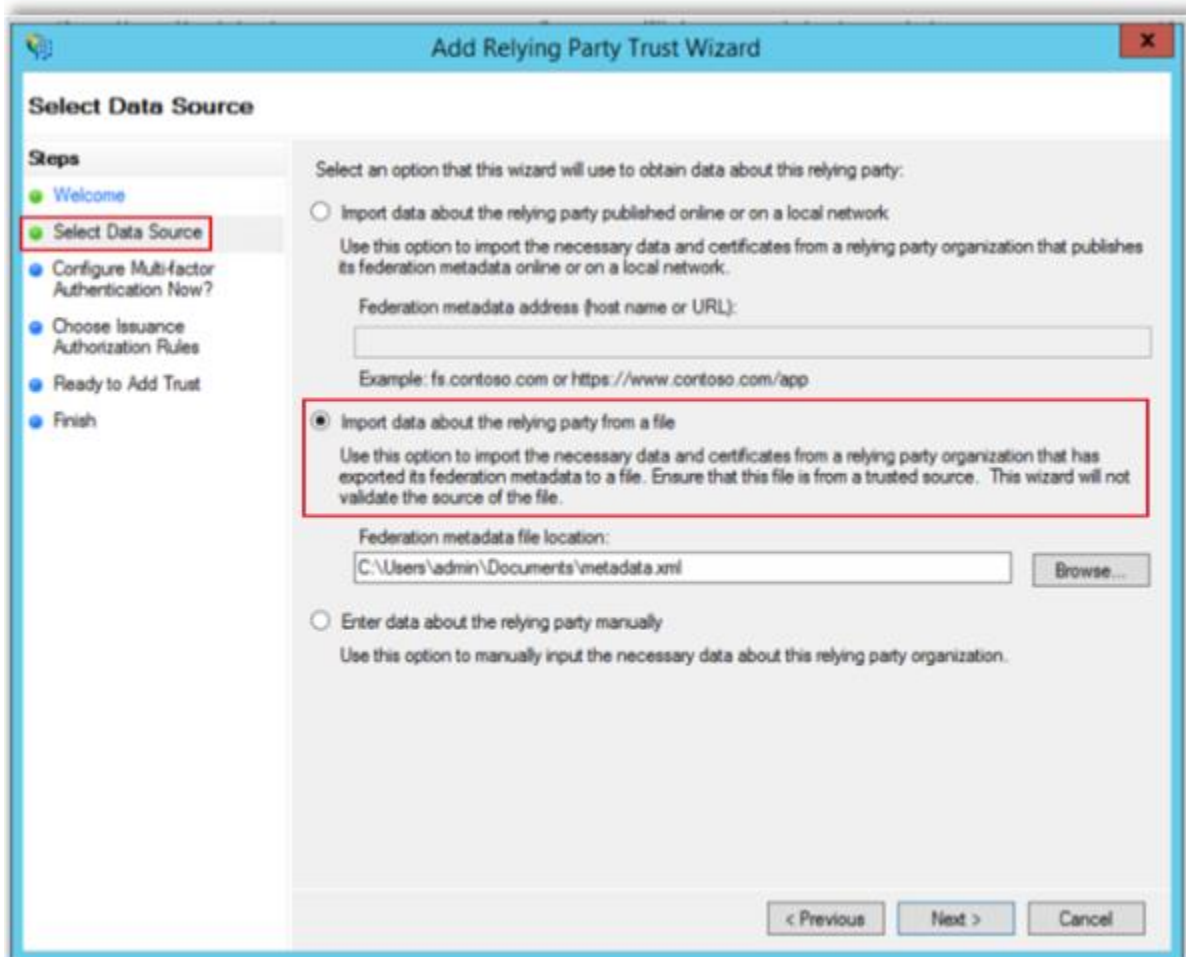 Add Relying Party Trust Wizard
x
Select Data Source
Steps
Welcome
Select Data Source
Configure Multi-factor
Authentication Now?
Choose Issuance
Authorization Rules
Ready to Add Trust
Finish
Select an option that this wizard will use to obtain data about this relying party:
Import data about the relying party published online or on a local network
Use this option to import the necessary data and certificates from a relying party organization that publishes
its federation metadata online or on a local network.
Federation metadata address (host name or URL):
Example: fs.contoso.com or https://www.contoso.com/app
Import data about the relying party from a file
Use this option to import the necessary data and certificates from a relying party organization that has
exported its federation metadata to a file. Ensure that this file is from a trusted source. This wizard will not
validate the source of the file.
Federation metadata file location:
C:\Users\admin\Documents\metadata.xml
Browse...
Enter data about the relying party manually
Use this option to manually input the necessary data about this relying party organization.
< Previous
Next >
Cancel